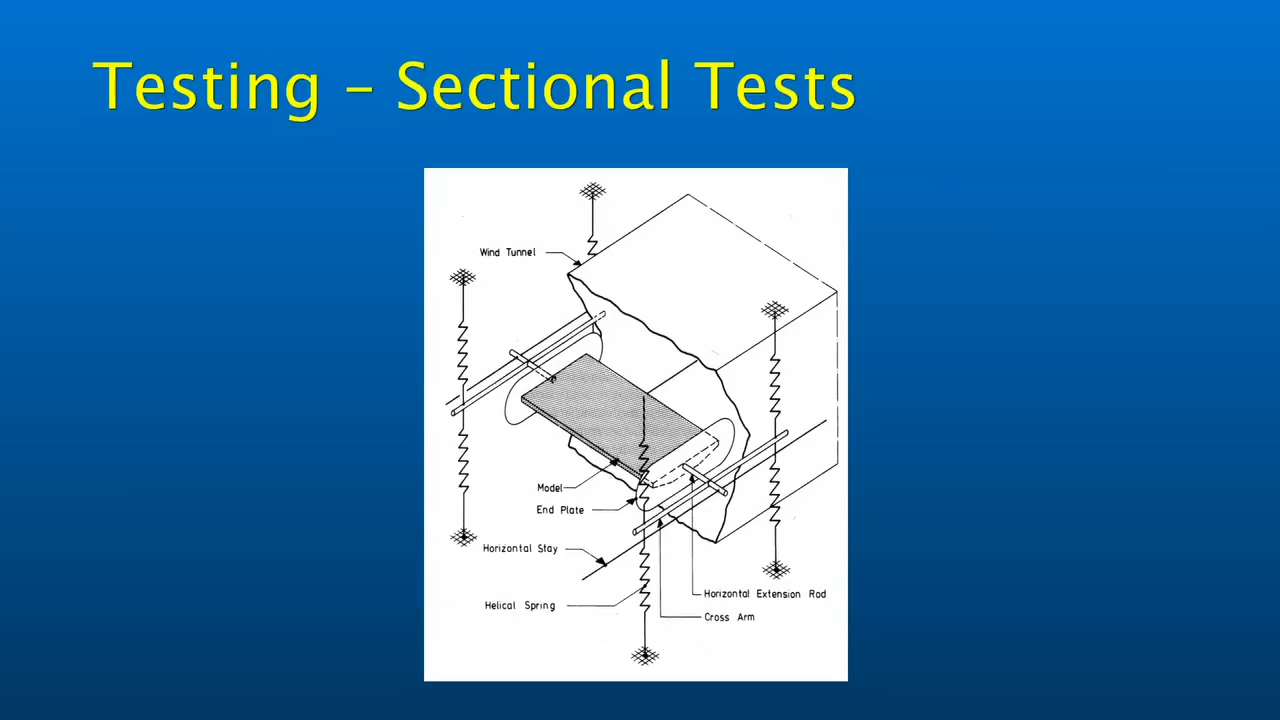 Testing – Sectional Tests
Wind Tunnel
Model
End Plate
Horizontal Stay
Helical Spring
Horizontal Extension Rod
Cross Arm